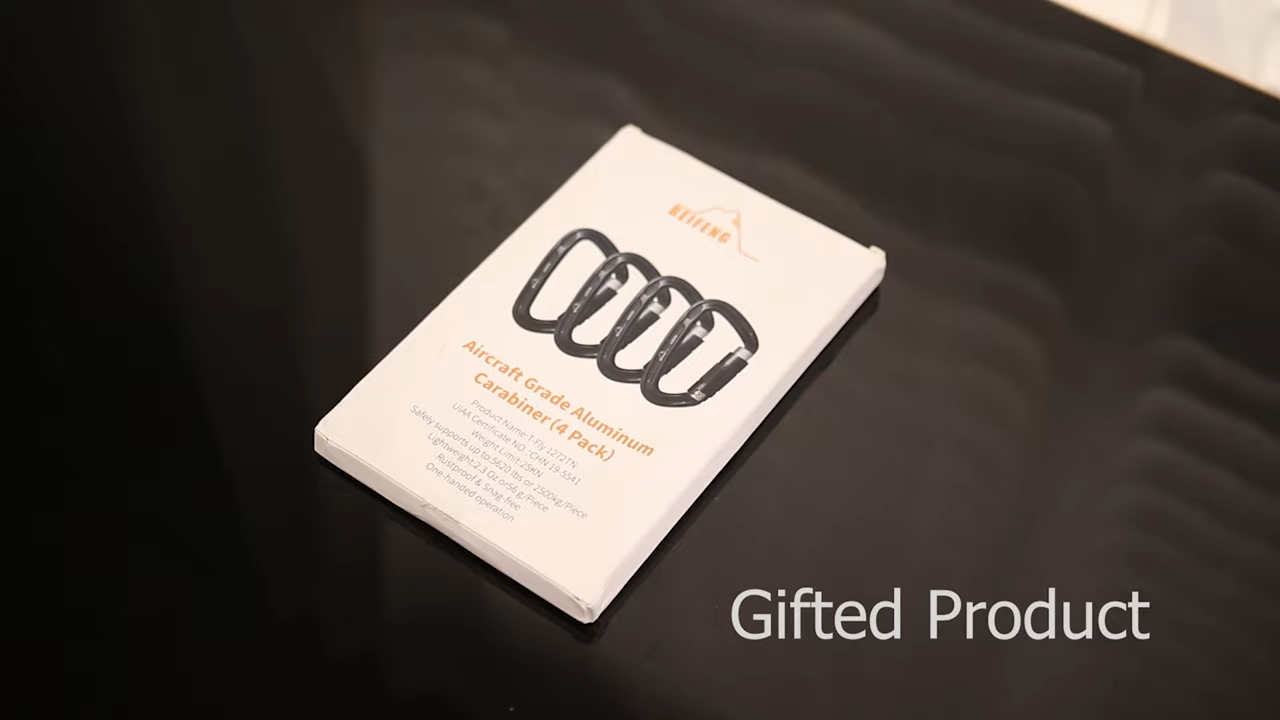 HEIFENG
Aircraft Grade Aluminum
Carabiner (4 Pack)
Product Name:T-Fly 1272TN
UIAA Certificate NO.:CHN 19-5541
Weight Limit:25KN
Safely supports up to:5620 lbs or 2500kg/Piece
Lightweight:2.3 Oz or56 g/Piece
Rustproof & Snag-free
One-handed operation
Gifted Product